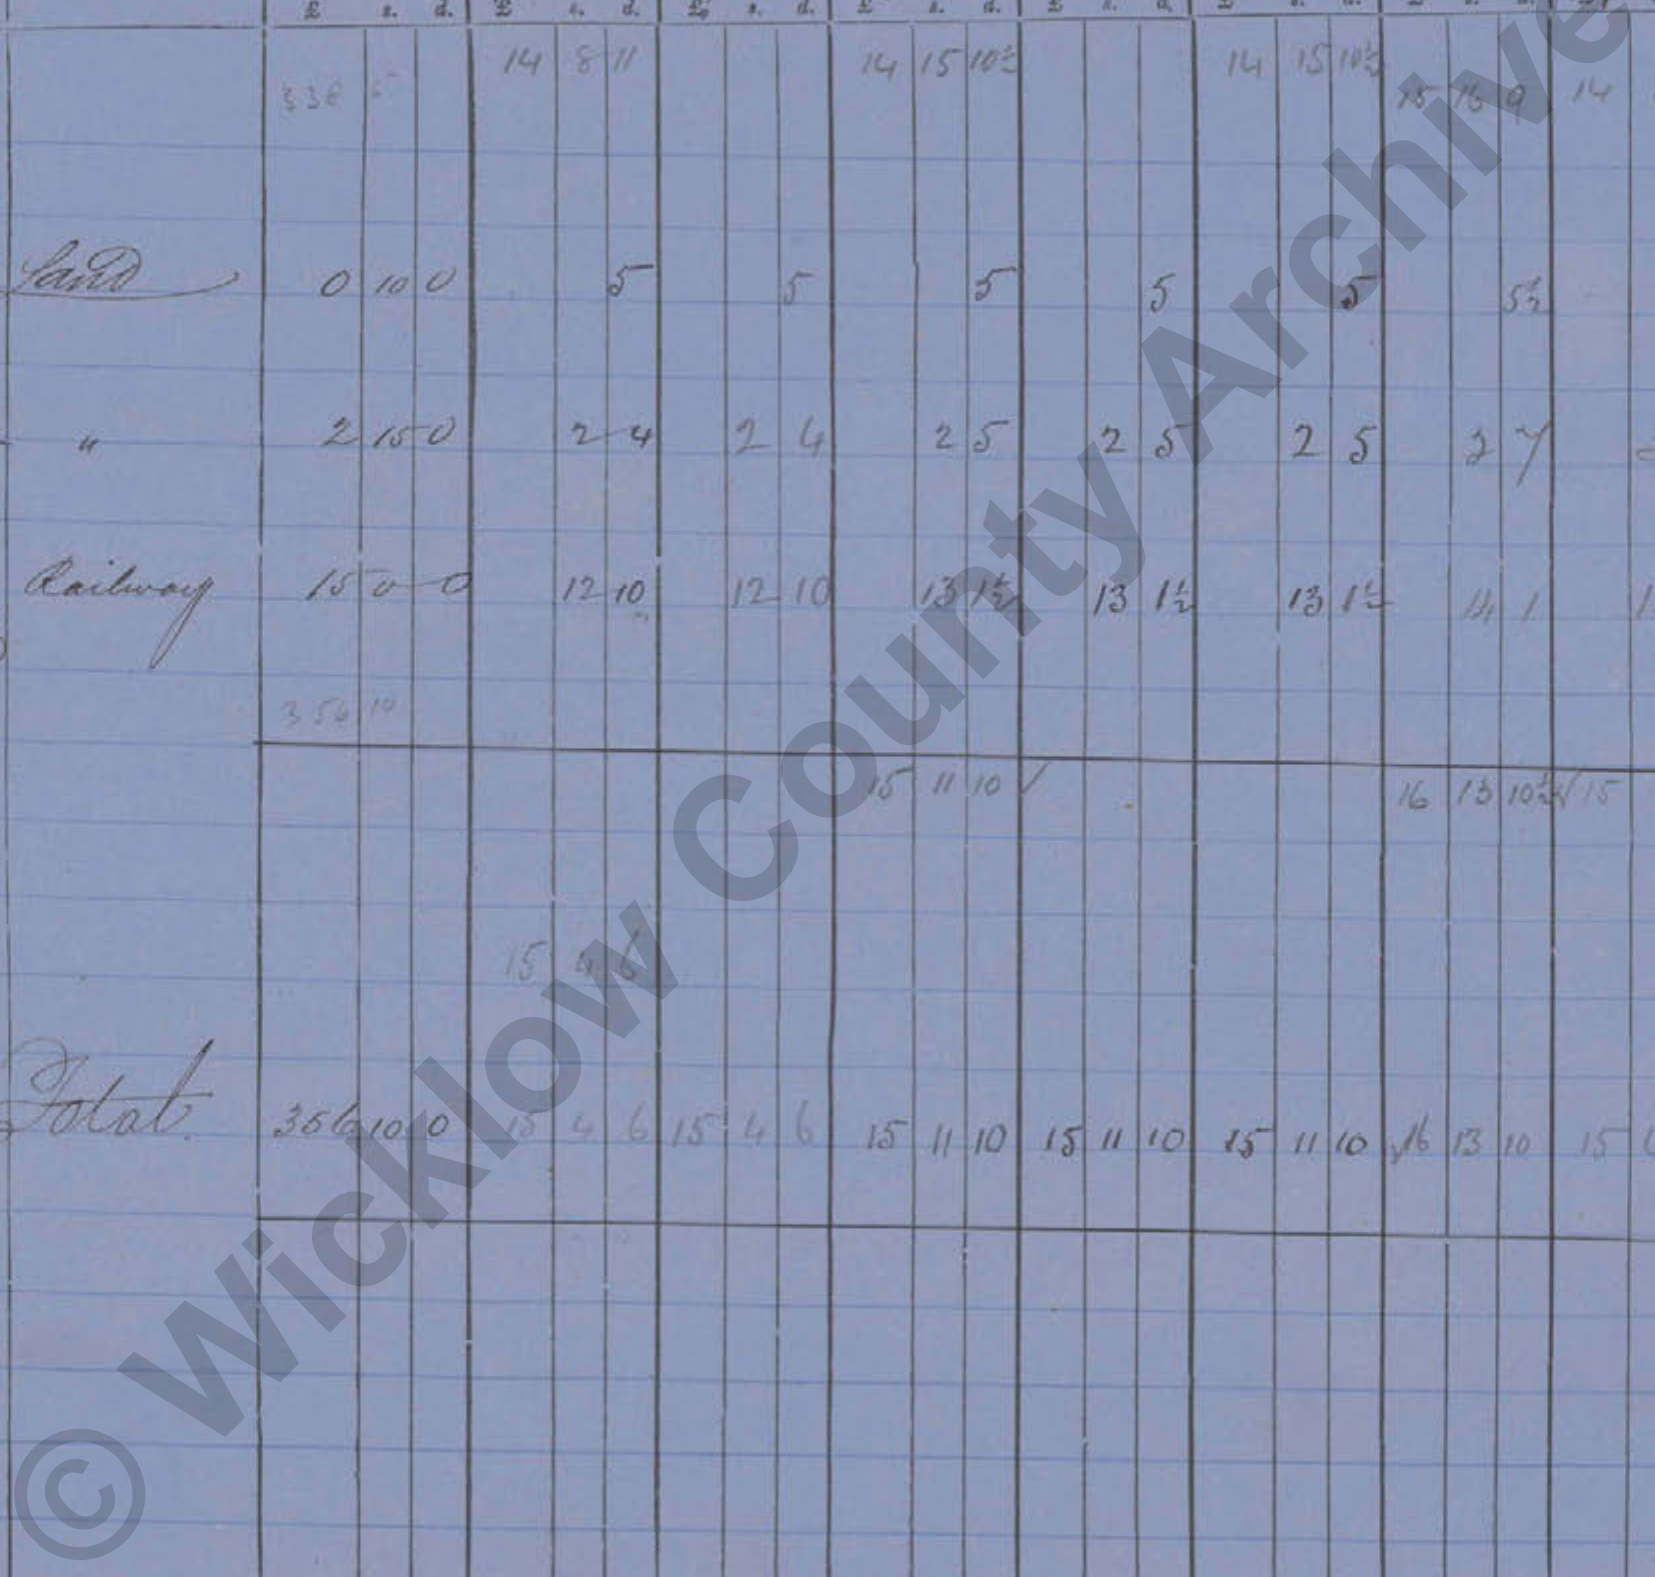 £ s. d. £ s. d. £ s. d. £ s. d. £ s. d. £ s. d. £ s. d. £
14 8 11 14 15 10½ 14 15 10½
338 5 15 16 9 14
Land 0 10 0 5 5 5 5 5 5½
" 2 15 0 2 4 2 4 2 5 2 5 2 5 2 7
Railway 15 0 0 12 10 12 10 13 1½ 13 1½ 13 1½ 14 1 1
356 10
15 11 10 ✓ 16 13 10½ ✓ 15
15 4 6
Total 356 10 0 15 4 6 15 4 6 15 11 10 15 11 10 15 11 10 16 13 10 15
© Wicklow County Archive